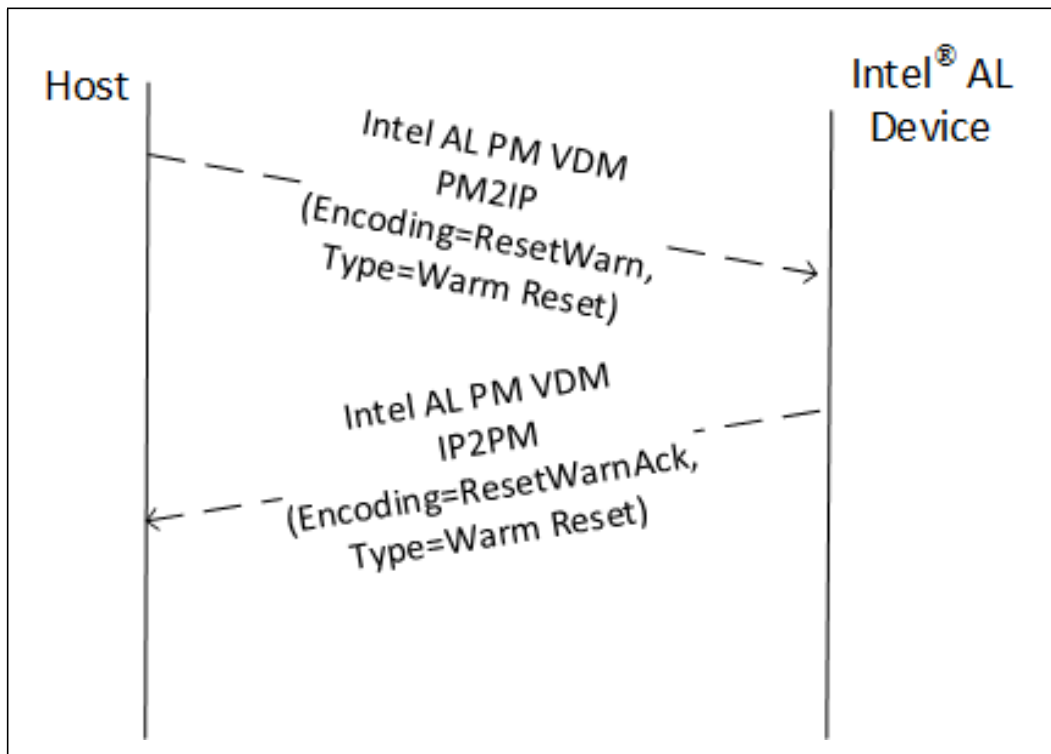 Host
Intel® AL
Device
Intel AL PM VDM
PM2IP
(Encoding=ResetWarn,
Type=Warm Reset)
Intel AL PM VDM
IP2PM
(Encoding=ResetWarnAck,
Type=Warm Reset)